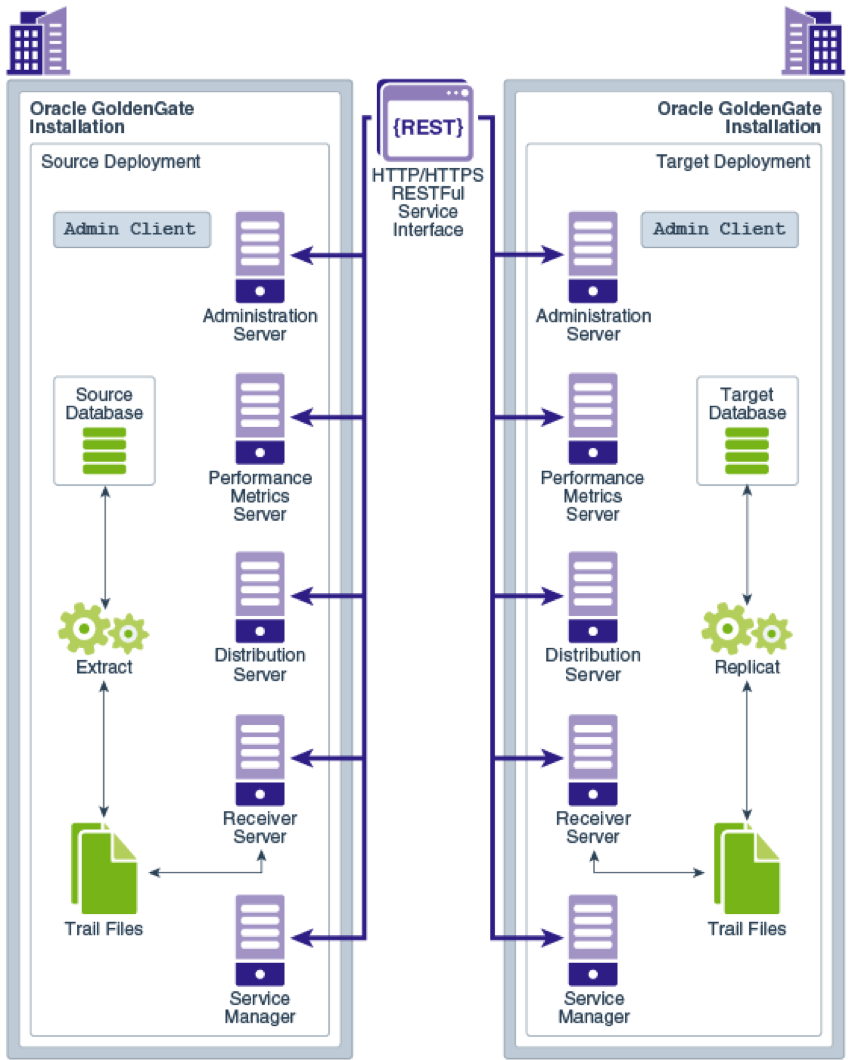 Oracle GoldenGate
Installation
Source Deployment
Admin Client
Administration
Server
Source
Database
Performance
Metrics
Server
Extract
Distribution
Server
Receiver
Server
Trail Files
Service
Manager
{REST}
HTTP/HTTPS
RESTFul
Service
Interface
Oracle GoldenGate
Installation
Target Deployment
Admin Client
Administration
Server
Target
Database
Performance
Metrics
Server
Distribution
Server
Replicat
Receiver
Server
Trail Files
Service
Manager